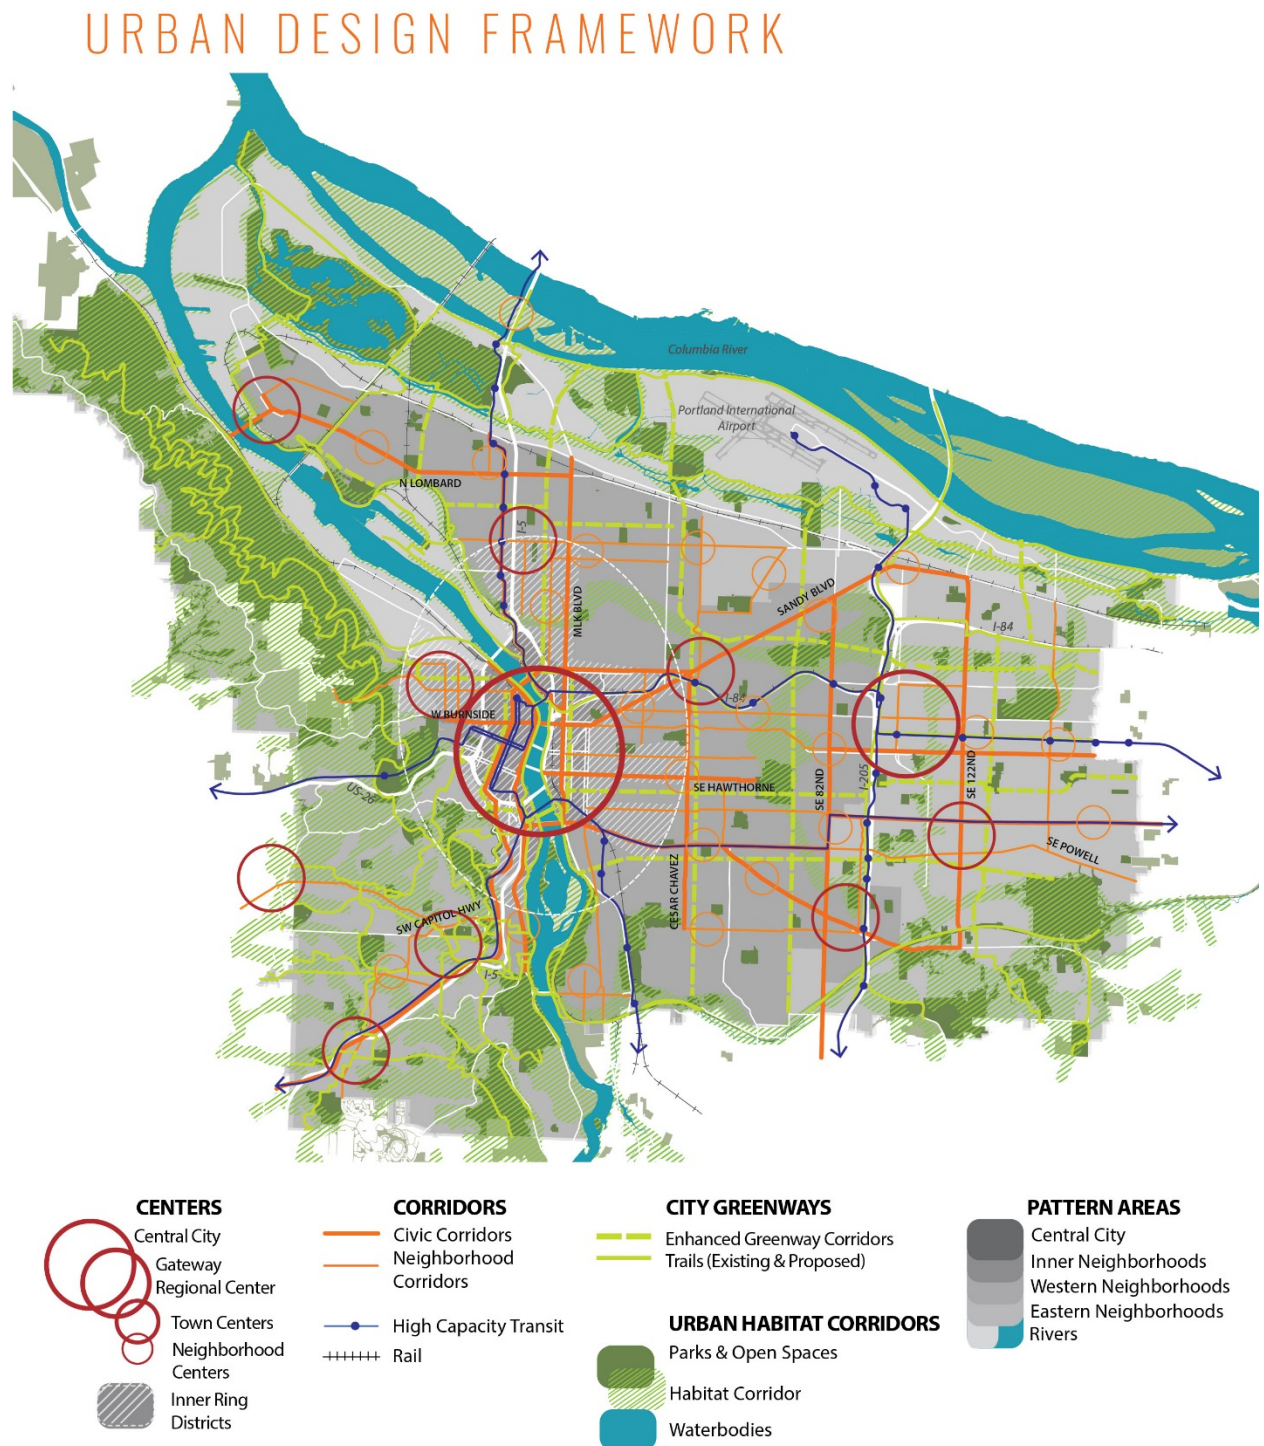 URBAN DESIGN FRAMEWORK
Columbia River
Portland International
Airport
N LOMBARD
I-5
MLK BLVD
SANDY BLVD
I-84
I-84
W BURNSIDE
US-26
SE HAWTHORNE
SE 82ND
I-205
SE 122ND
SE POWELL
CESAR CHAVEZ
SW CAPITOL HWY
I-5
CENTERS
Central City
Gateway
Regional Center
Town Centers
Neighborhood
Centers
Inner Ring
Districts
CORRIDORS
Civic Corridors
Neighborhood
Corridors
High Capacity Transit
Rail
CITY GREENWAYS
Enhanced Greenway Corridors
Trails (Existing & Proposed)
URBAN HABITAT CORRIDORS
Parks & Open Spaces
Habitat Corridor
Waterbodies
PATTERN AREAS
Central City
Inner Neighborhoods
Western Neighborhoods
Eastern Neighborhoods
Rivers